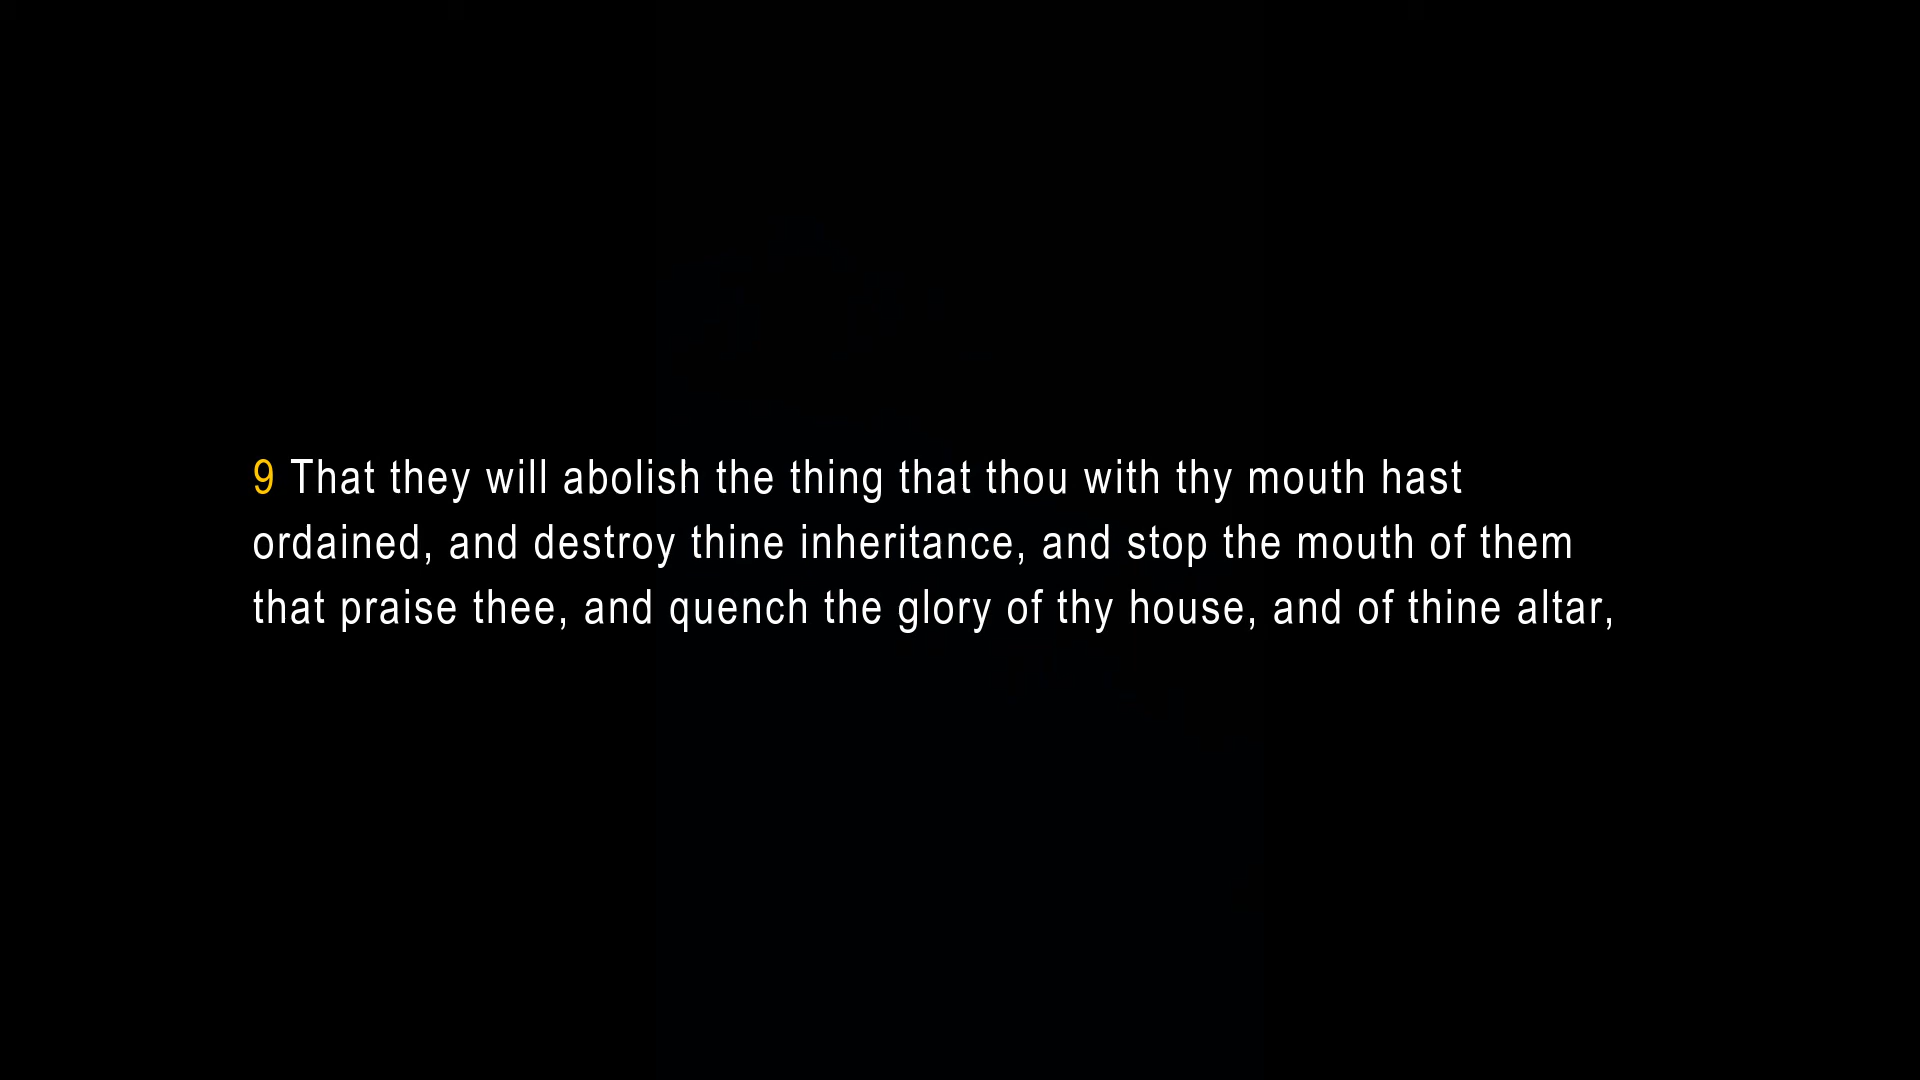 9 That they will abolish the thing that thou with thy mouth hast
ordained, and destroy thine inheritance, and stop the mouth of them
that praise thee, and quench the glory of thy house, and of thine altar,